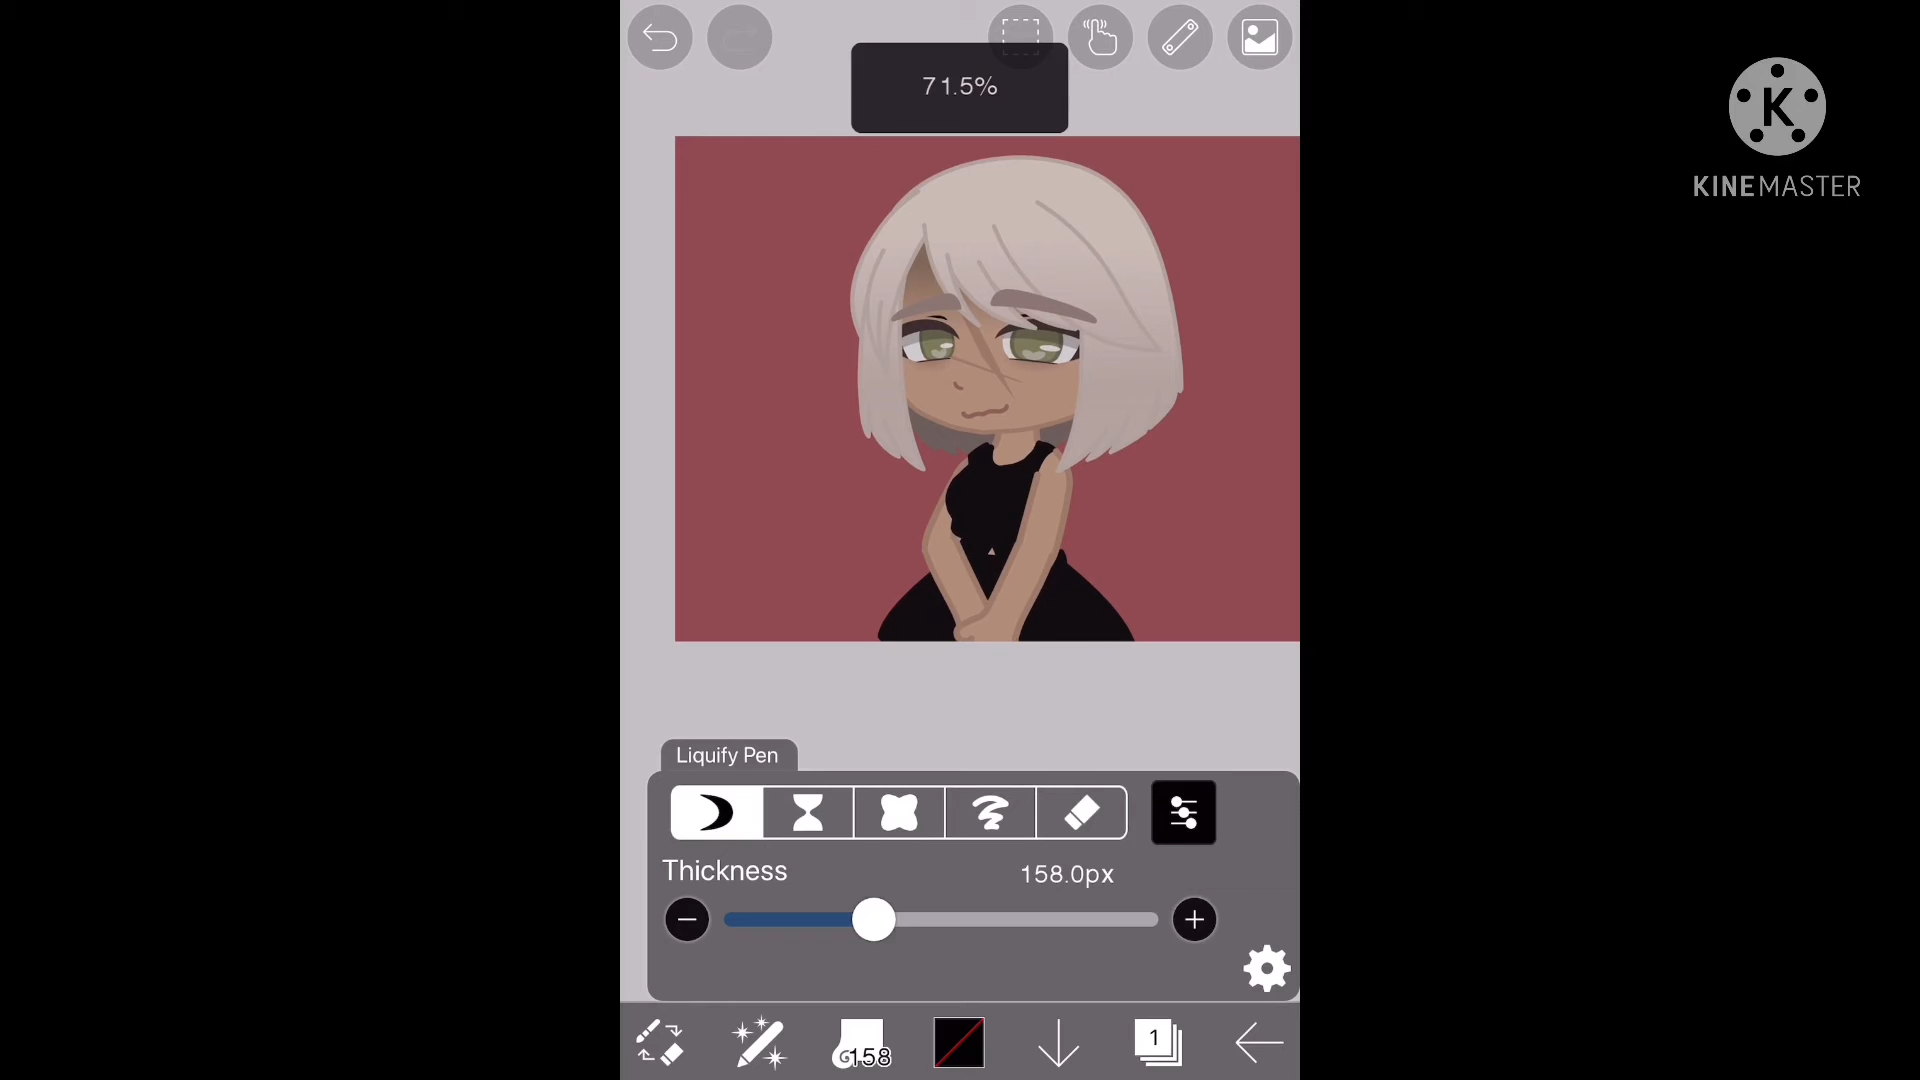 71.5%
K
KINEMASTER
Liquify Pen
Thickness
158.0px
158
1